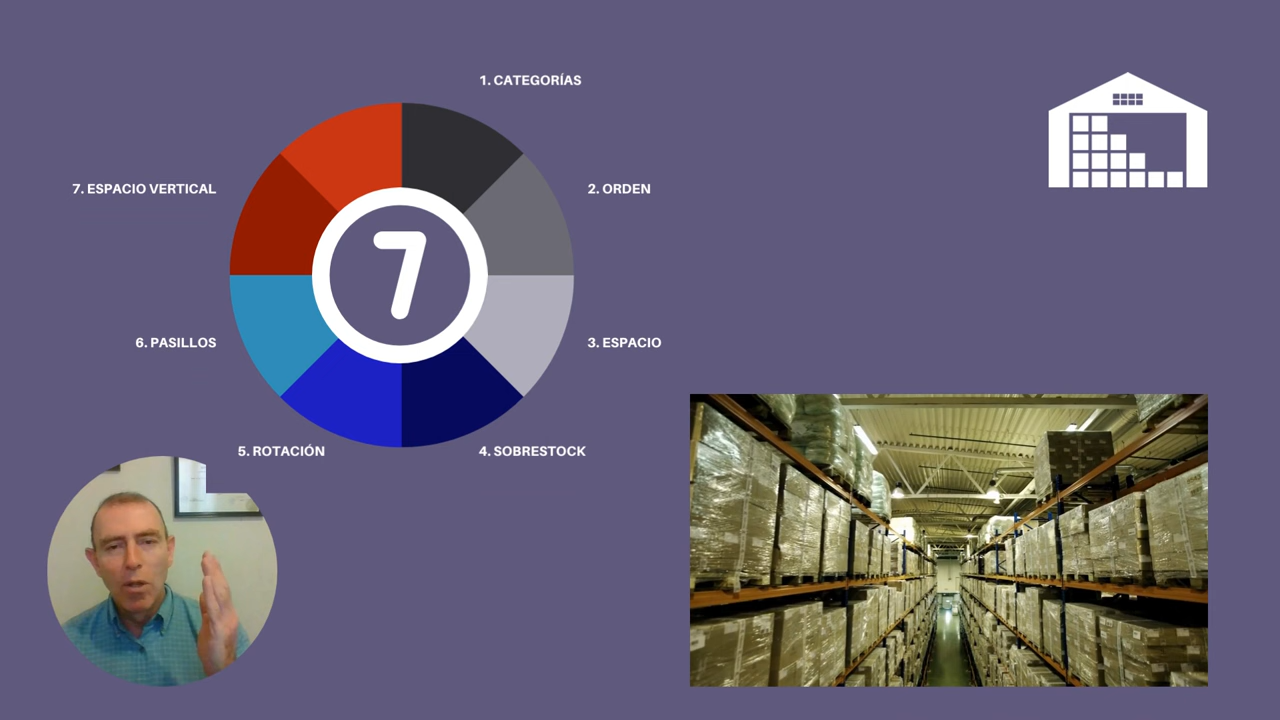 1. CATEGORÍAS
7. ESPACIO VERTICAL
2. ORDEN
7
6. PASILLOS
3. ESPACIO
5. ROTACIÓN
4. SOBRESTOCK